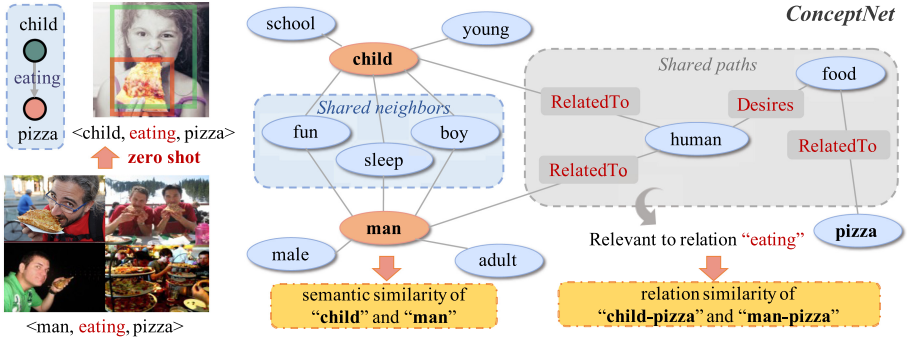 child
eating
pizza
<child, eating, pizza>
zero shot
<man, eating, pizza>
ConceptNet
school
young
child
Shared neighbors
fun
boy
sleep
man
male
adult
semantic similarity of
“child” and “man”
Shared paths
food
RelatedTo
Desires
human
RelatedTo
RelatedTo
pizza
Relevant to relation “eating”
relation similarity of
“child-pizza” and “man-pizza”